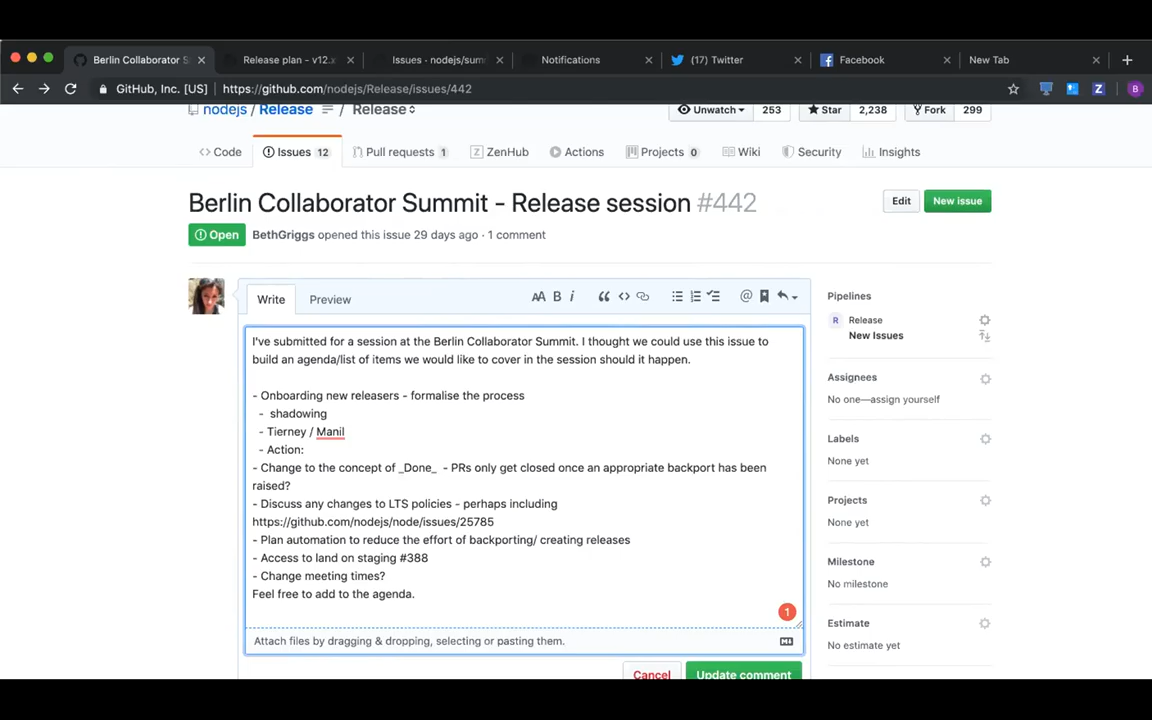 Berlin Collaborator S
Release plan - v12.x
Issues - nodejs/sum
Notifications
(17) Twitter
Facebook
New Tab
GitHub, Inc. [US] https://github.com/nodejs/Release/issues/442
nodejs / Release / Release
Unwatch 253 Star 2,238 Fork 299
Code Issues 12 Pull requests 1 ZenHub Actions Projects 0 Wiki Security Insights
Berlin Collaborator Summit - Release session #442
Edit New issue
Open BethGriggs opened this issue 29 days ago · 1 comment
Write Preview
I've submitted for a session at the Berlin Collaborator Summit. I thought we could use this issue to
build an agenda/list of items we would like to cover in the session should it happen.
- Onboarding new releasers - formalise the process
- shadowing
- Tierney / Manil
- Action:
- Change to the concept of _Done_ - PRs only get closed once an appropriate backport has been
raised?
- Discuss any changes to LTS policies - perhaps including
https://github.com/nodejs/node/issues/25785
- Plan automation to reduce the effort of backporting/ creating releases
- Access to land on staging #388
- Change meeting times?
Feel free to add to the agenda.
1
Attach files by dragging & dropping, selecting or pasting them.
Cancel Update comment
Pipelines
R Release
New Issues
Assignees
No one—assign yourself
Labels
None yet
Projects
None yet
Milestone
No milestone
Estimate
No estimate yet